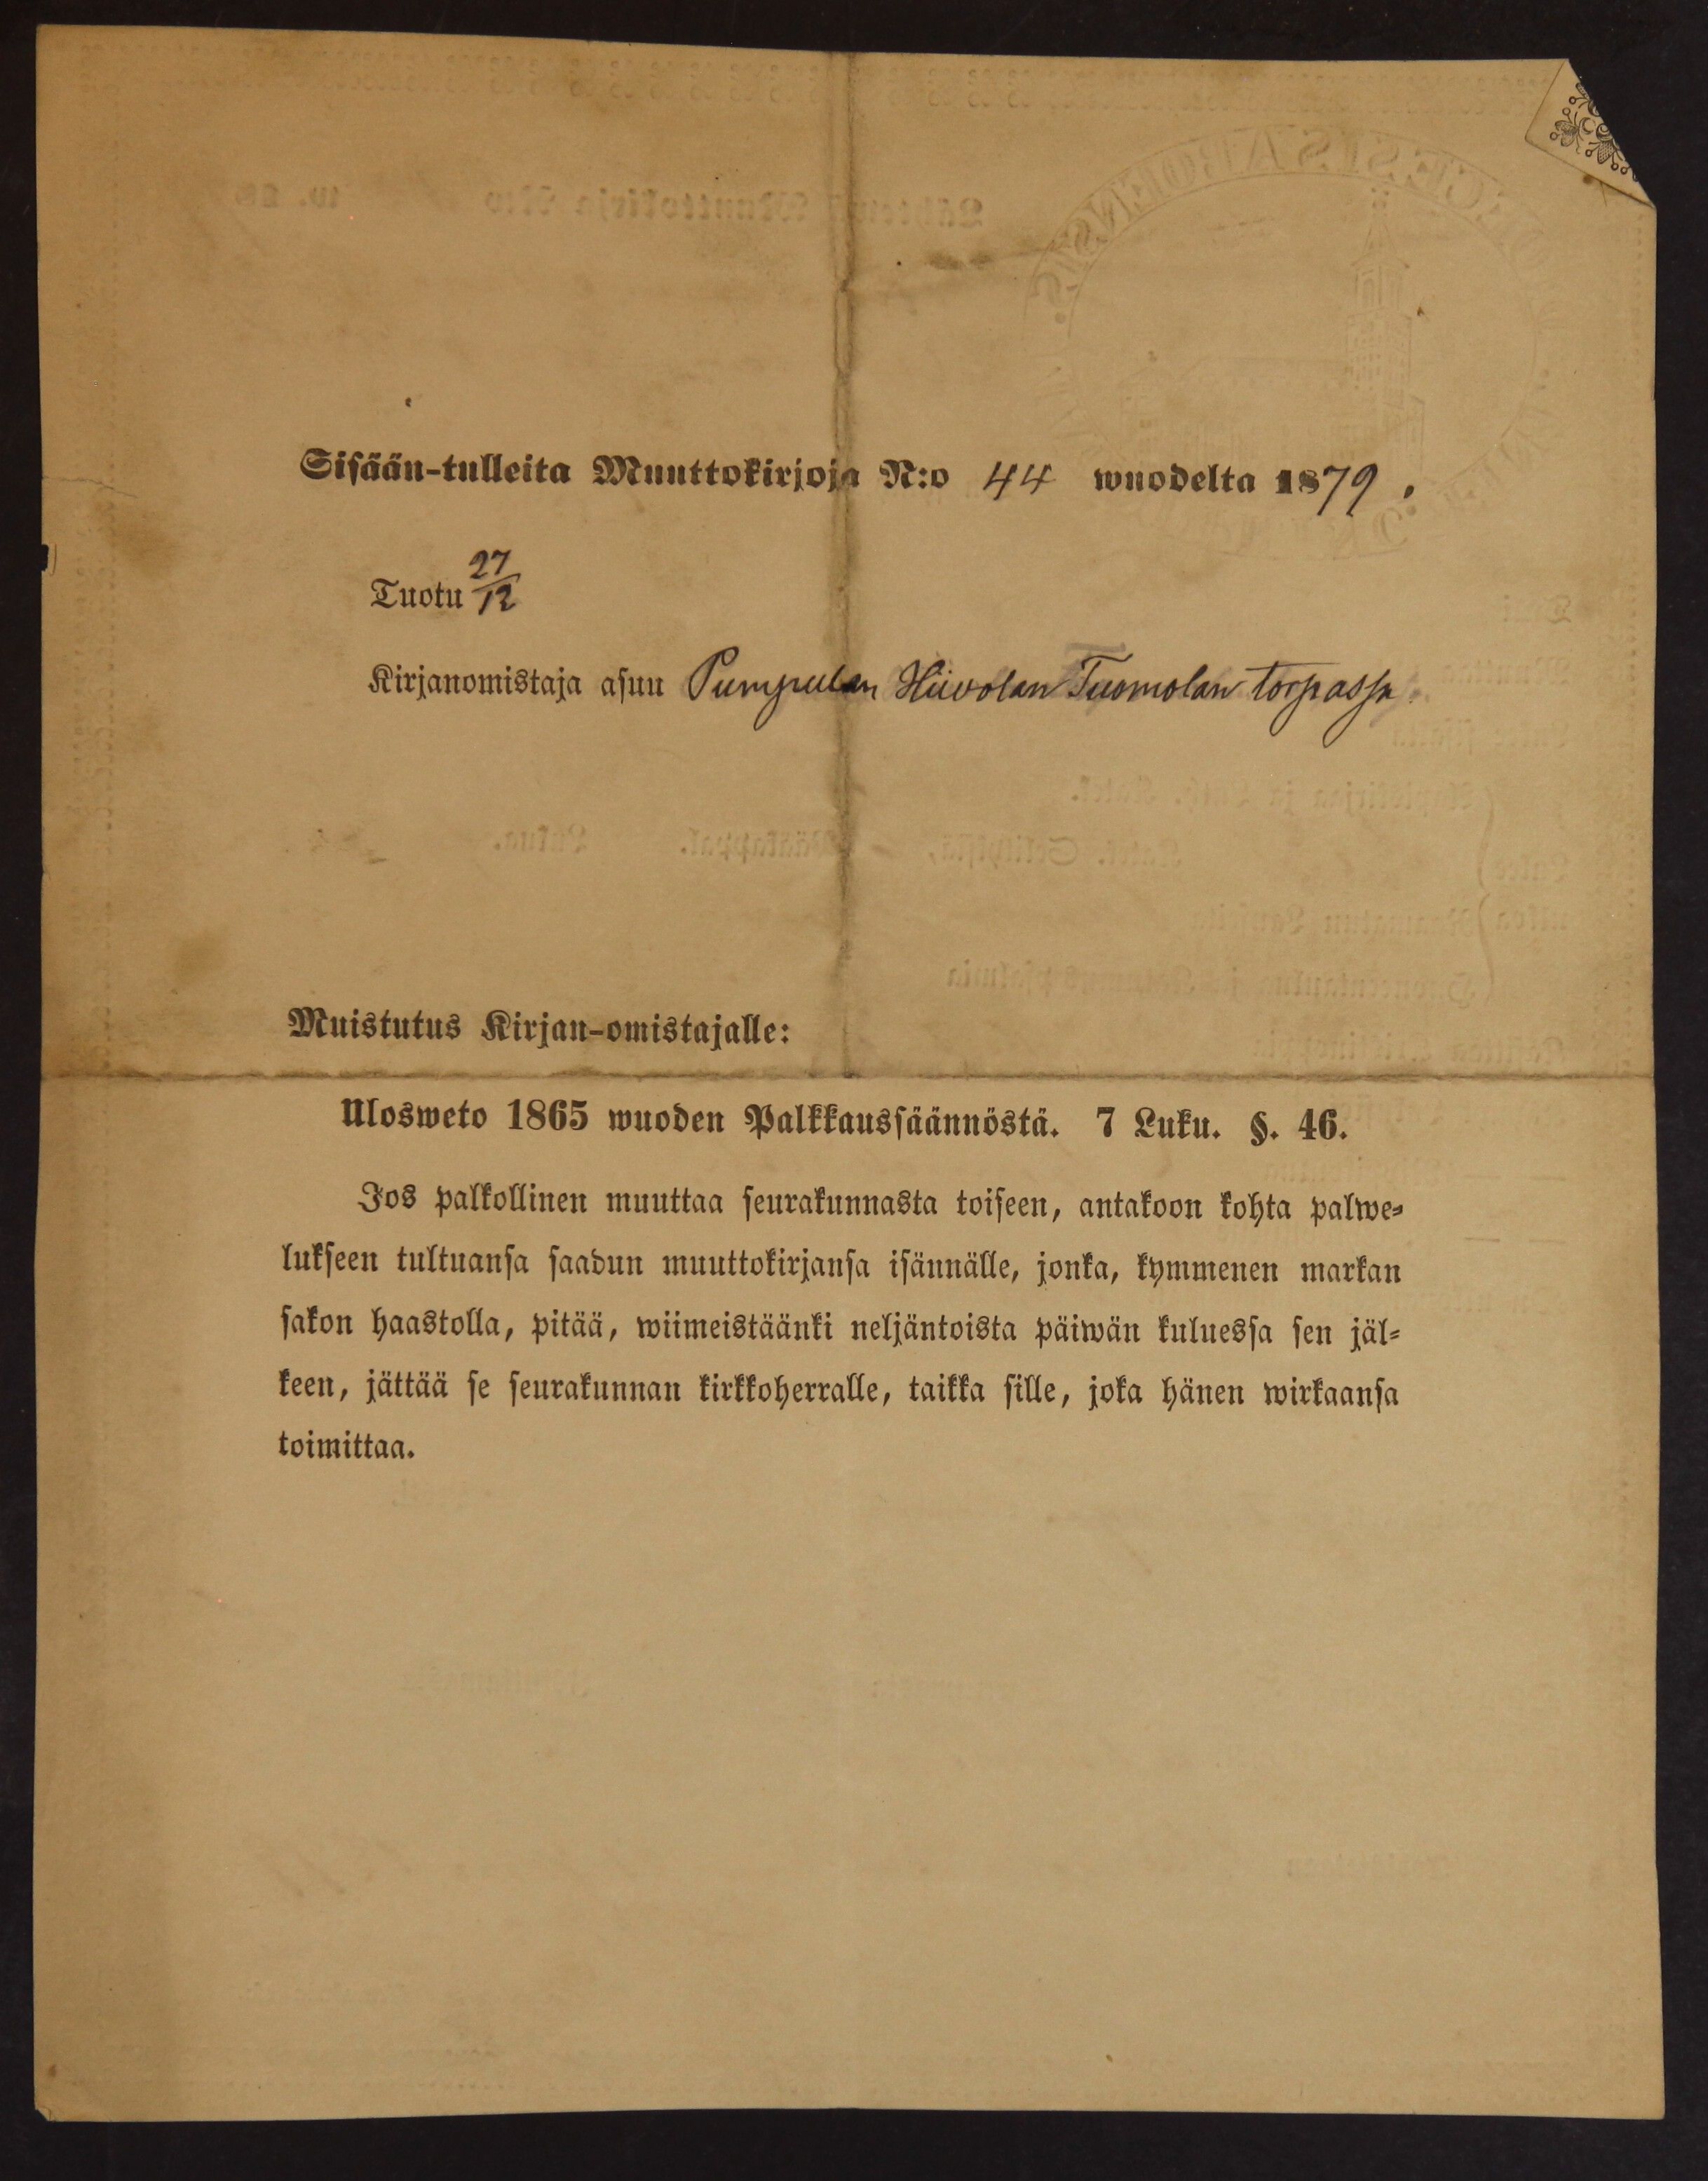 Sisään-tulleita Muuttokirjoja N:o 44 wuodelta 1879.
Tuotu 27/12
Kirjanomistaja asuu Pumpulan Hiivolan Tuomolan torpassa
Muistutus Kirjan-omistajalle:
Ulosweto 1865 wuoden Palkkaussäännöstä. 7 Luku. §. 46.
Jos palkollinen muuttaa seurakunnasta toiseen, antakoon kohta palwe-
lukseen tultuansa saadun muuttokirjansa isännälle, jonka, kymmenen markan
sakon haastolla, pitää, wiimeistäänki neljäntoista päiwän kuluessa sen jäl-
keen, jättää se seurakunnan kirkkoherralle, taikka sille, joka hänen wirkaansa
toimittaa.